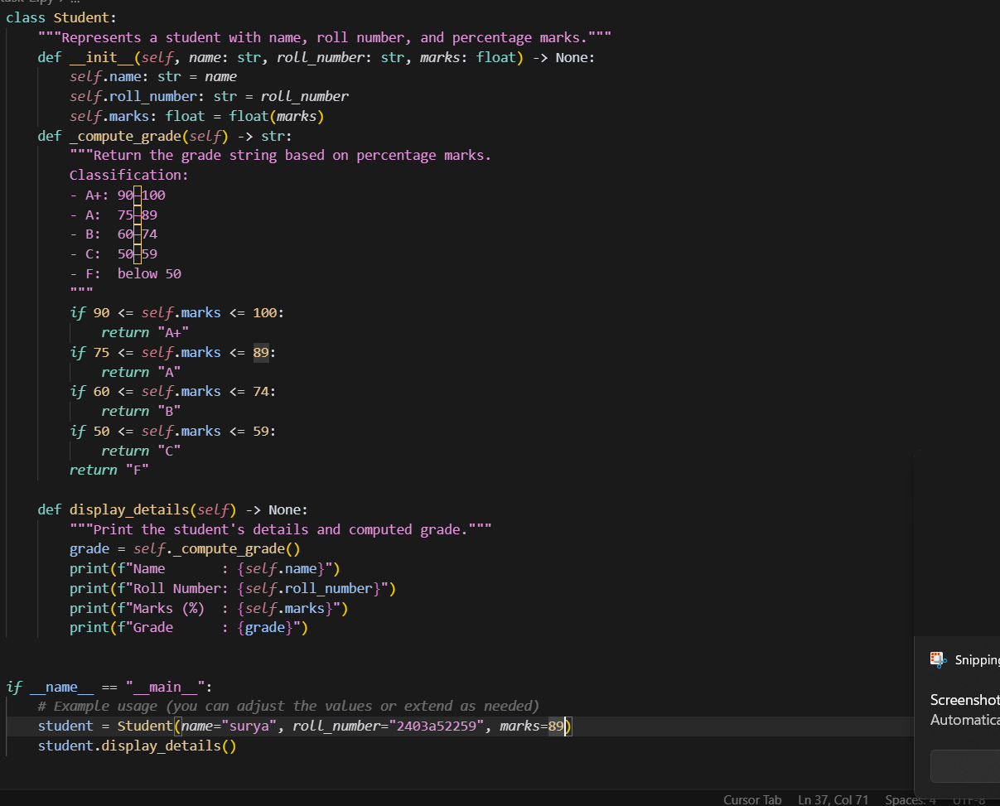 class Student:
    """Represents a student with name, roll number, and percentage marks."""
    def __init__(self, name: str, roll_number: str, marks: float) -> None:
        self.name: str = name
        self.roll_number: str = roll_number
        self.marks: float = float(marks)
    def _compute_grade(self) -> str:
        """Return the grade string based on percentage marks.
        Classification:
        - A+: 90–100
        - A:  75–89
        - B:  60–74
        - C:  50–59
        - F:  below 50
        """
        if 90 <= self.marks <= 100:
            return "A+"
        if 75 <= self.marks <= 89:
            return "A"
        if 60 <= self.marks <= 74:
            return "B"
        if 50 <= self.marks <= 59:
            return "C"
        return "F"

    def display_details(self) -> None:
        """Print the student's details and computed grade."""
        grade = self._compute_grade()
        print(f"Name       : {self.name}")
        print(f"Roll Number: {self.roll_number}")
        print(f"Marks (%)  : {self.marks}")
        print(f"Grade      : {grade}")


if __name__ == "__main__":
    # Example usage (you can adjust the values or extend as needed)
    student = Student(name="surya", roll_number="2403a52259", marks=89)
    student.display_details()
Snipping
Screenshot
Automatica
Cursor Tab Ln 37, Col 71 Spaces: 4 UTF-8